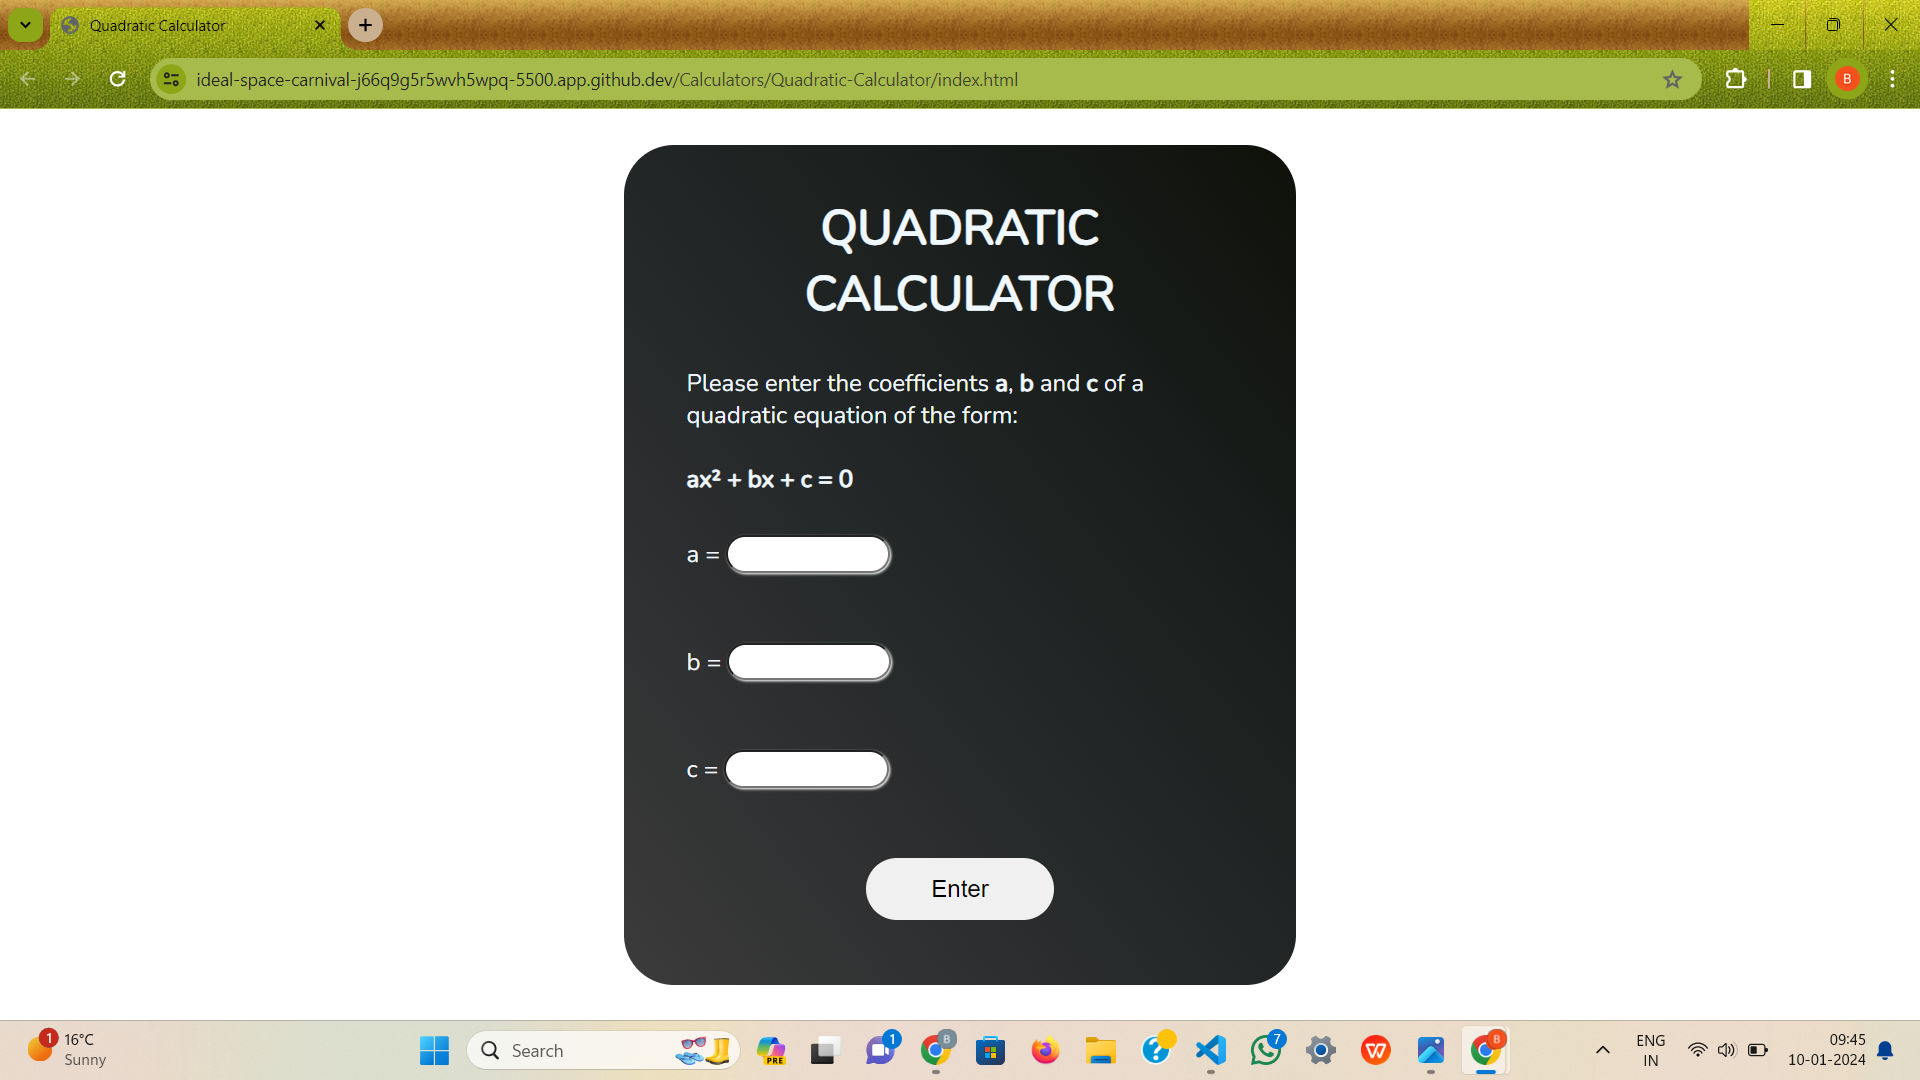 Quadratic Calculator
ideal-space-carnival-j66q9g5r5wvh5wpq-5500.app.github.dev/Calculators/Quadratic-Calculator/index.html
B
QUADRATIC
CALCULATOR
Please enter the coefficients a, b and c of a
quadratic equation of the form:
ax² + bx + c = 0
a =
b =
c =
Enter
1
16°C
Sunny
Search
PRE
1
B
7
W
B
ENG
IN
09:45
10-01-2024